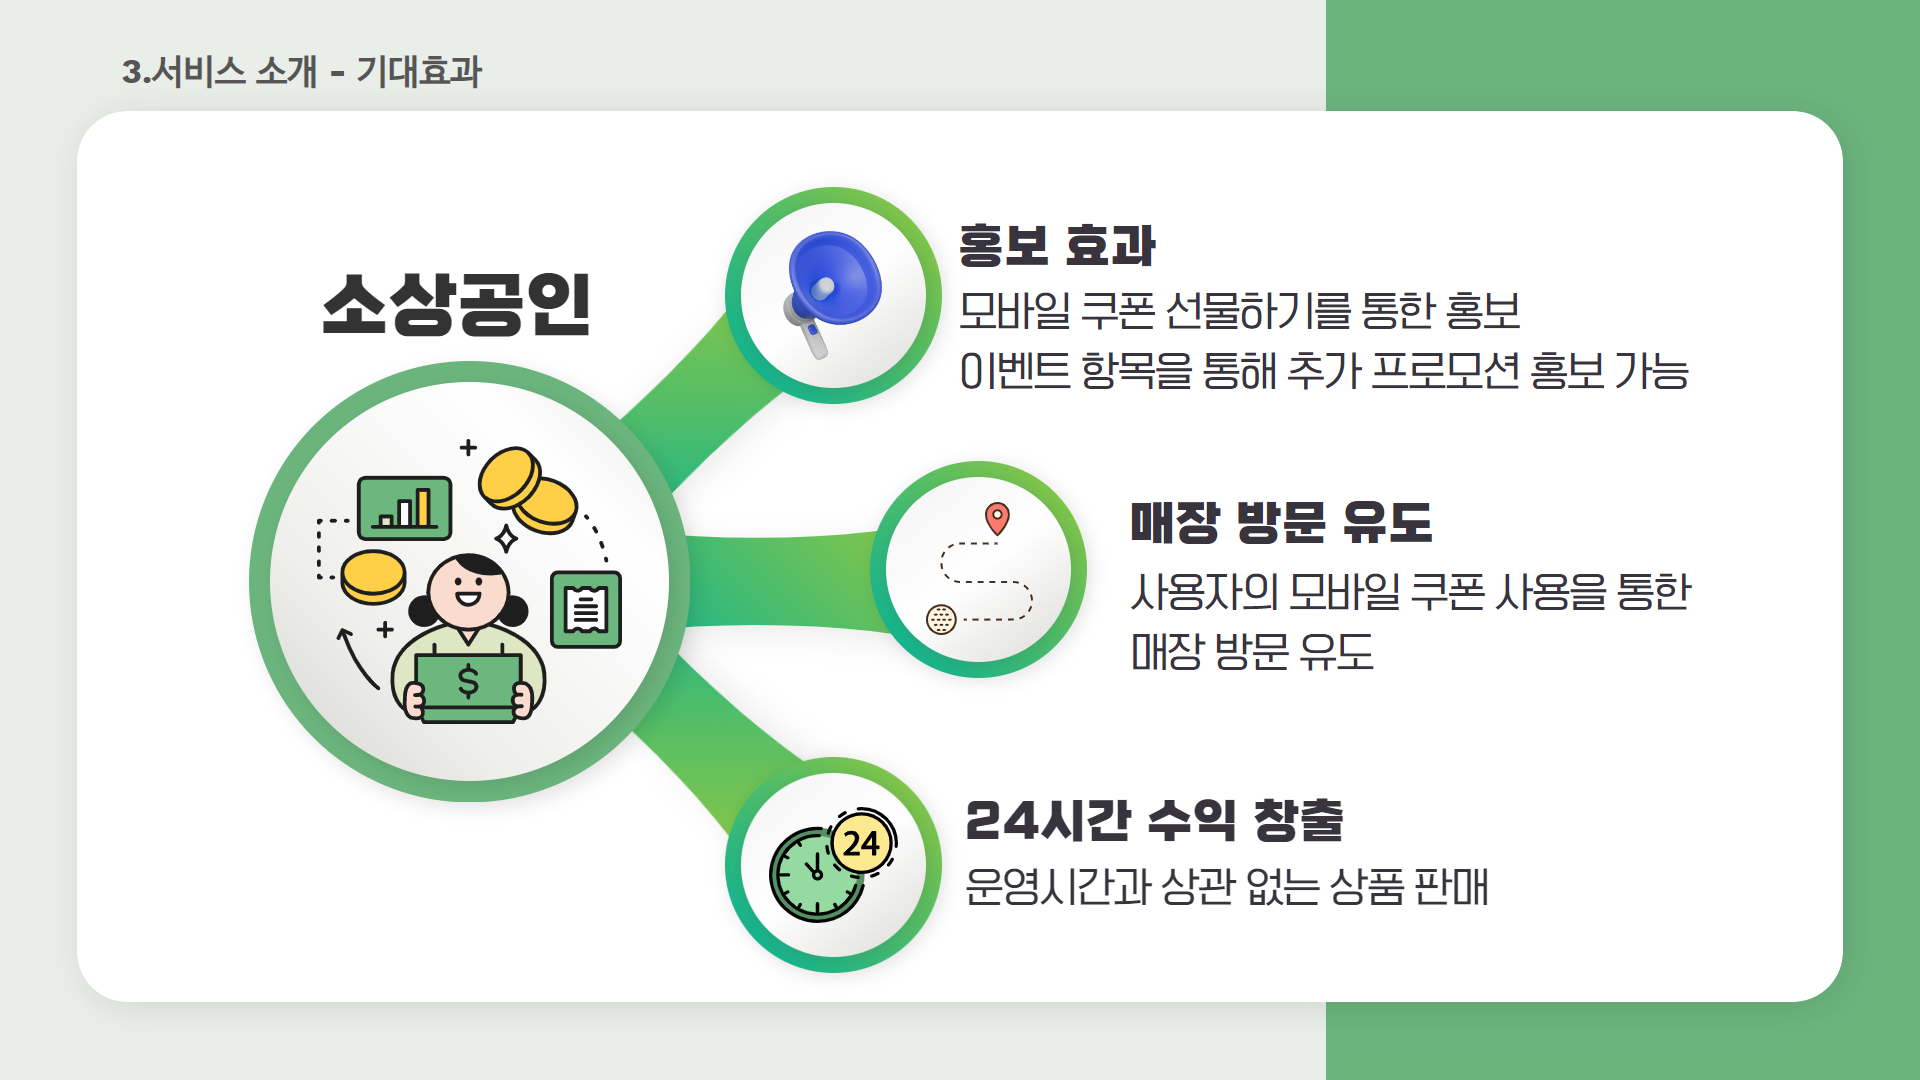 3.서비스 소개 - 기대효과
소상공인
홍보 효과
모바일 쿠폰 선물하기를 통한 홍보
이벤트 항목을 통해 추가 프로모션 홍보 가능
매장 방문 유도
사용자의 모바일 쿠폰 사용을 통한
매장 방문 유도
$
24
24시간 수익 창출
운영시간과 상관 없는 상품 판매